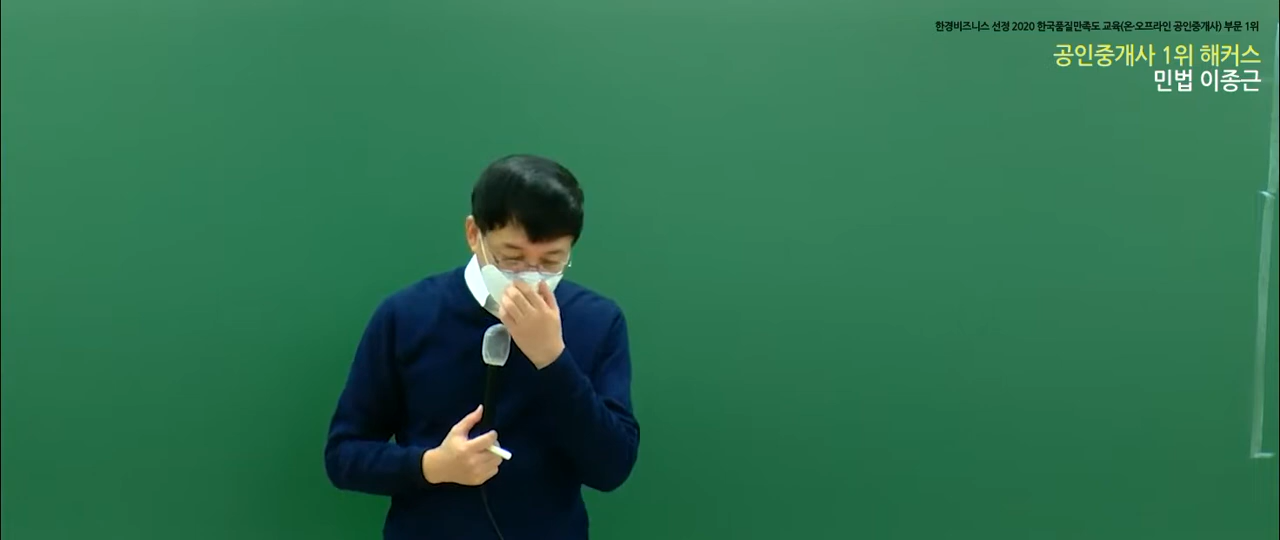 한경비즈니스 선정 2020 한국품질만족도 교육(온·오프라인 공인중개사) 부문 1위
공인중개사 1위 해커스
민법 이종근